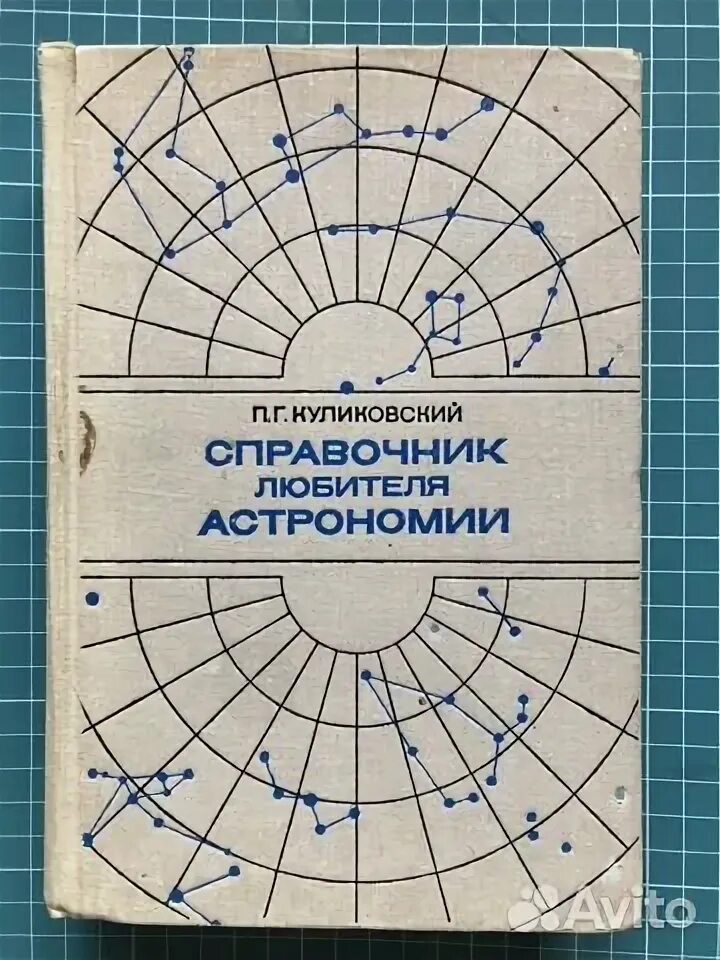 П.Г. КУЛИКОВСКИЙ
СПРАВОЧНИК
ЛЮБИТЕЛЯ
АСТРОНОМИИ
Avito